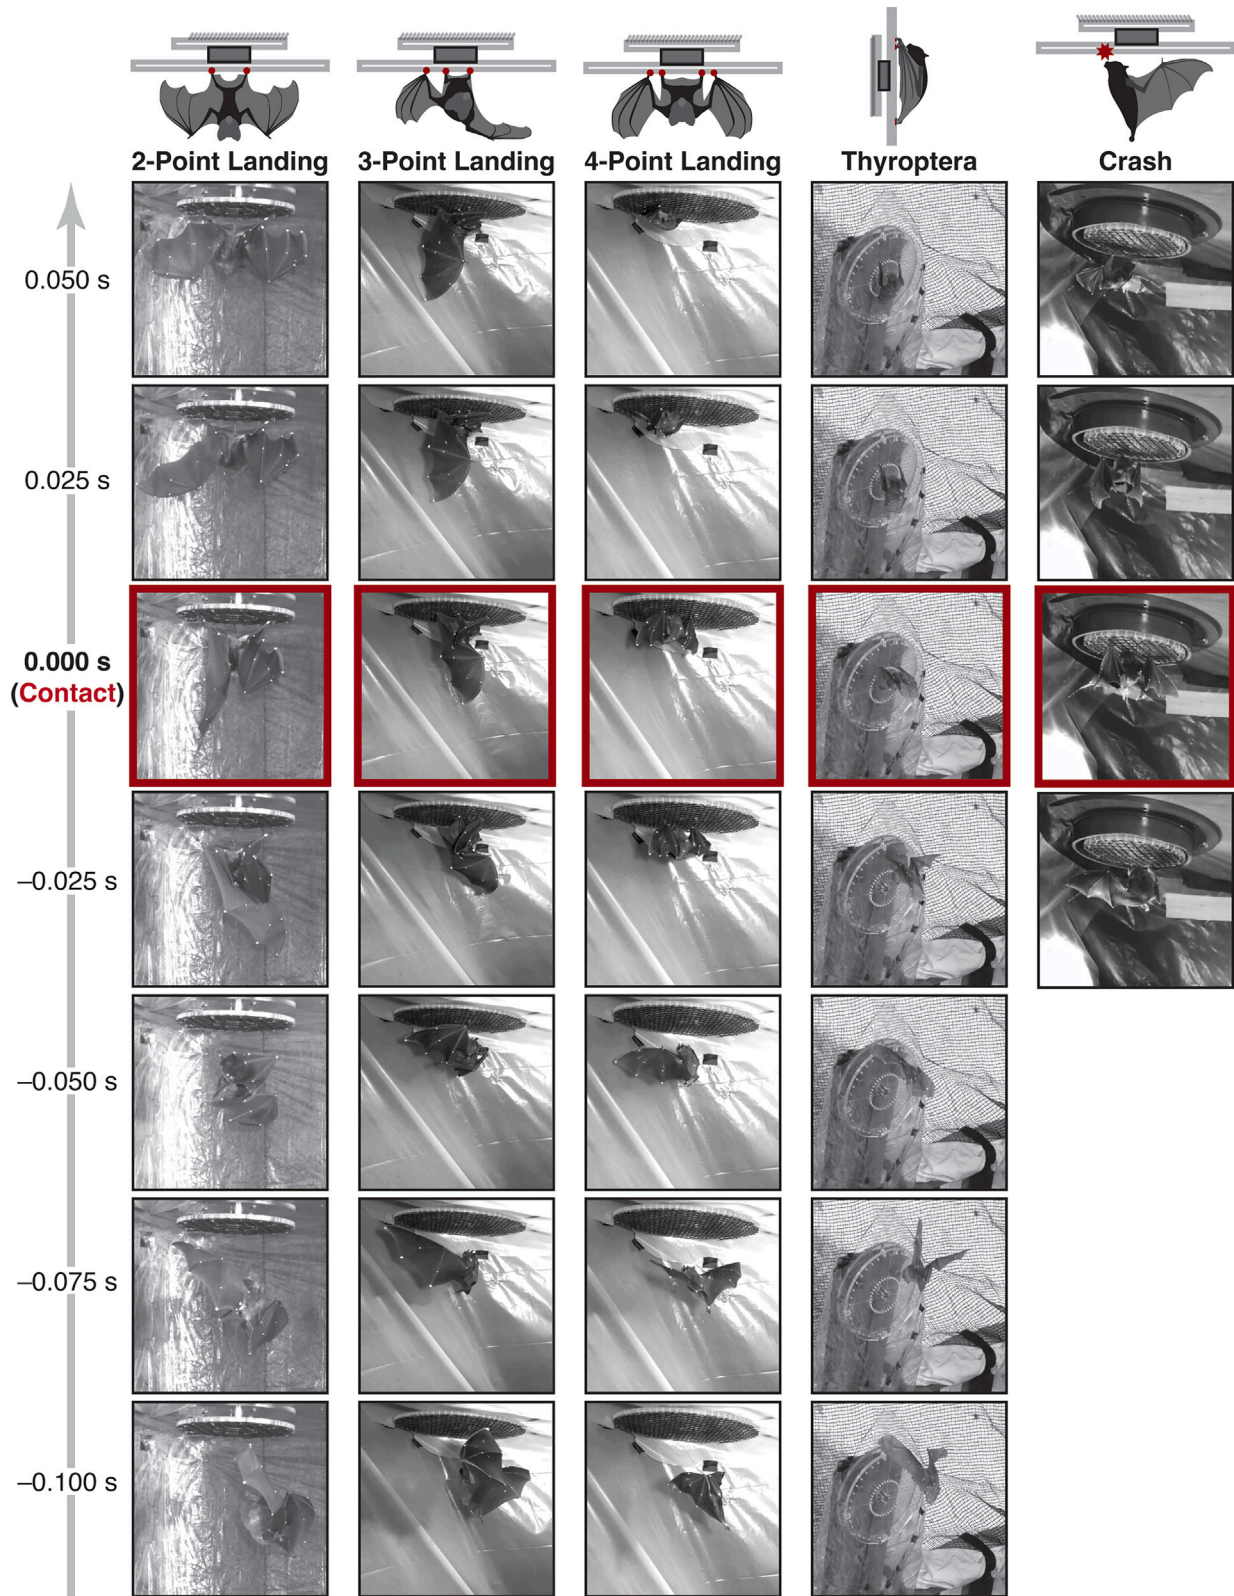 2-Point Landing
3-Point Landing
4-Point Landing
Thyroptera
Crash
0.050 s
0.025 s
0.000 s
(Contact)
–0.025 s
–0.050 s
–0.075 s
–0.100 s